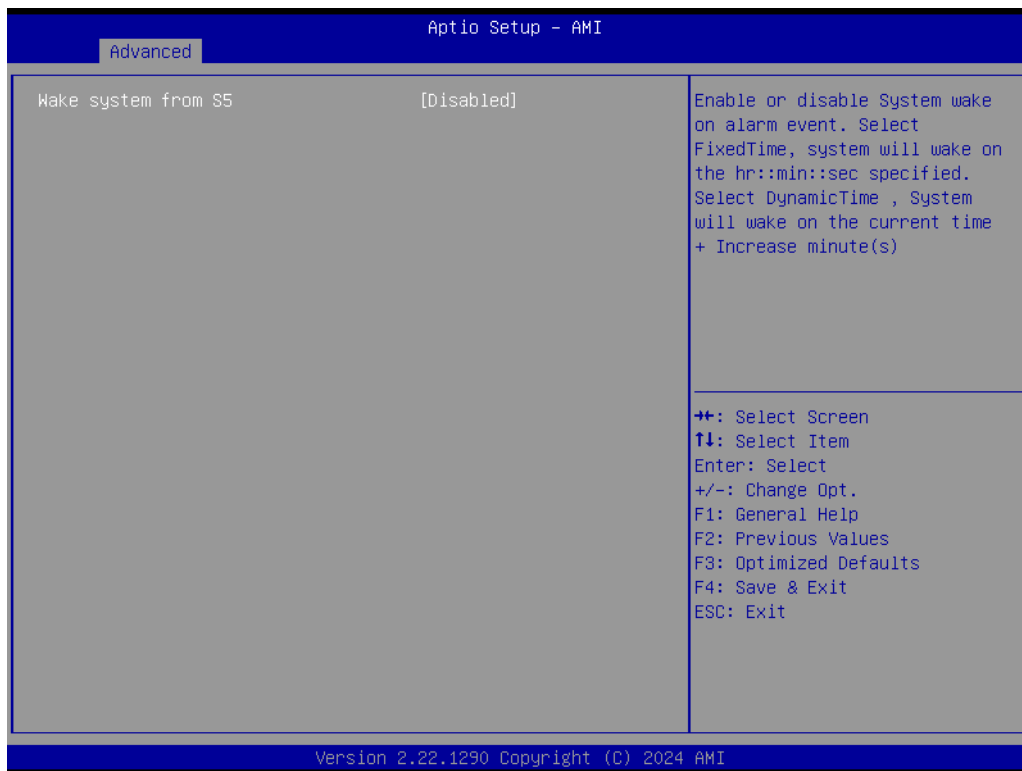 Aptio Setup – AMI
Advanced
Wake system from S5 [Disabled]
Enable or disable System wake
on alarm event. Select
FixedTime, system will wake on
the hr::min::sec specified.
Select DynamicTime , System
will wake on the current time
+ Increase minute(s)
→←: Select Screen
↑↓: Select Item
Enter: Select
+/-: Change Opt.
F1: General Help
F2: Previous Values
F3: Optimized Defaults
F4: Save & Exit
ESC: Exit
Version 2.22.1290 Copyright (C) 2024 AMI